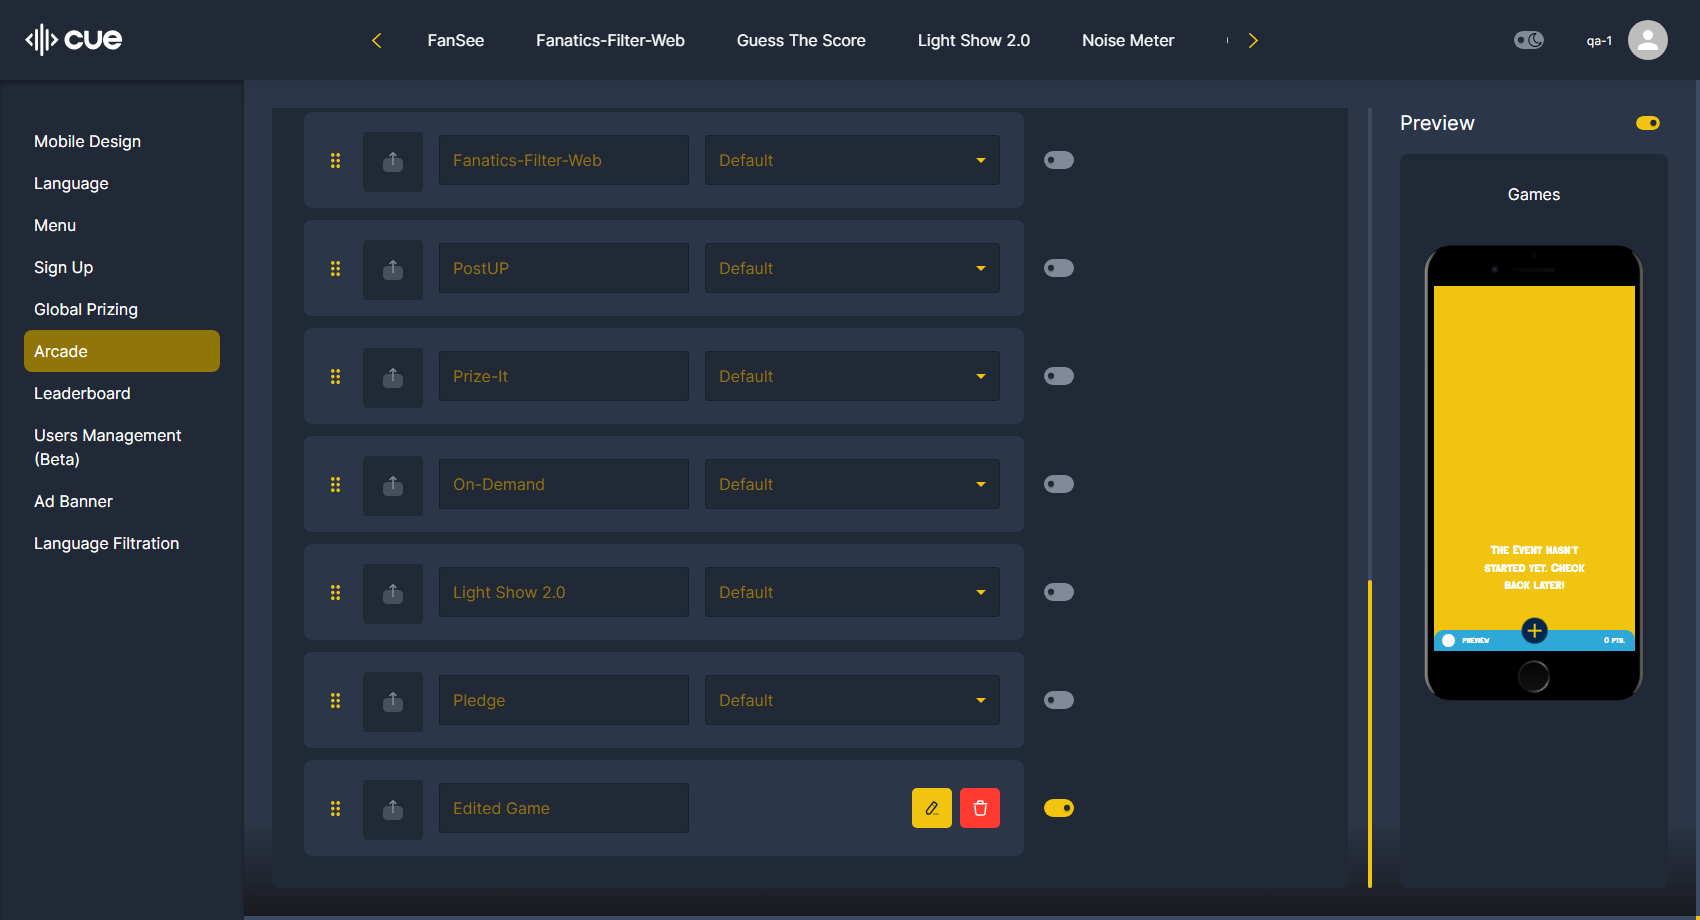 cue
FanSee
Fanatics-Filter-Web
Guess The Score
Light Show 2.0
Noise Meter
qa-1
Mobile Design
Language
Menu
Sign Up
Global Prizing
Arcade
Leaderboard
Users Management
(Beta)
Ad Banner
Language Filtration
Fanatics-Filter-Web
Default
PostUP
Default
Prize-It
Default
On-Demand
Default
Light Show 2.0
Default
Pledge
Default
Edited Game
Preview
Games
The Event hasn't
started yet. Check
back later!
PREVIEW
0 PTS.